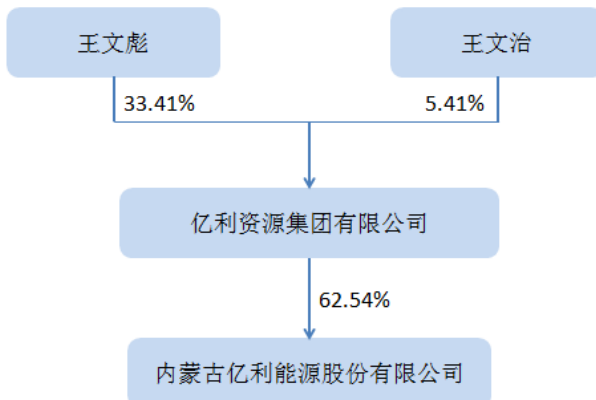 王文彪
王文治
33.41%
5.41%
亿利资源集团有限公司
62.54%
内蒙古亿利能源股份有限公司